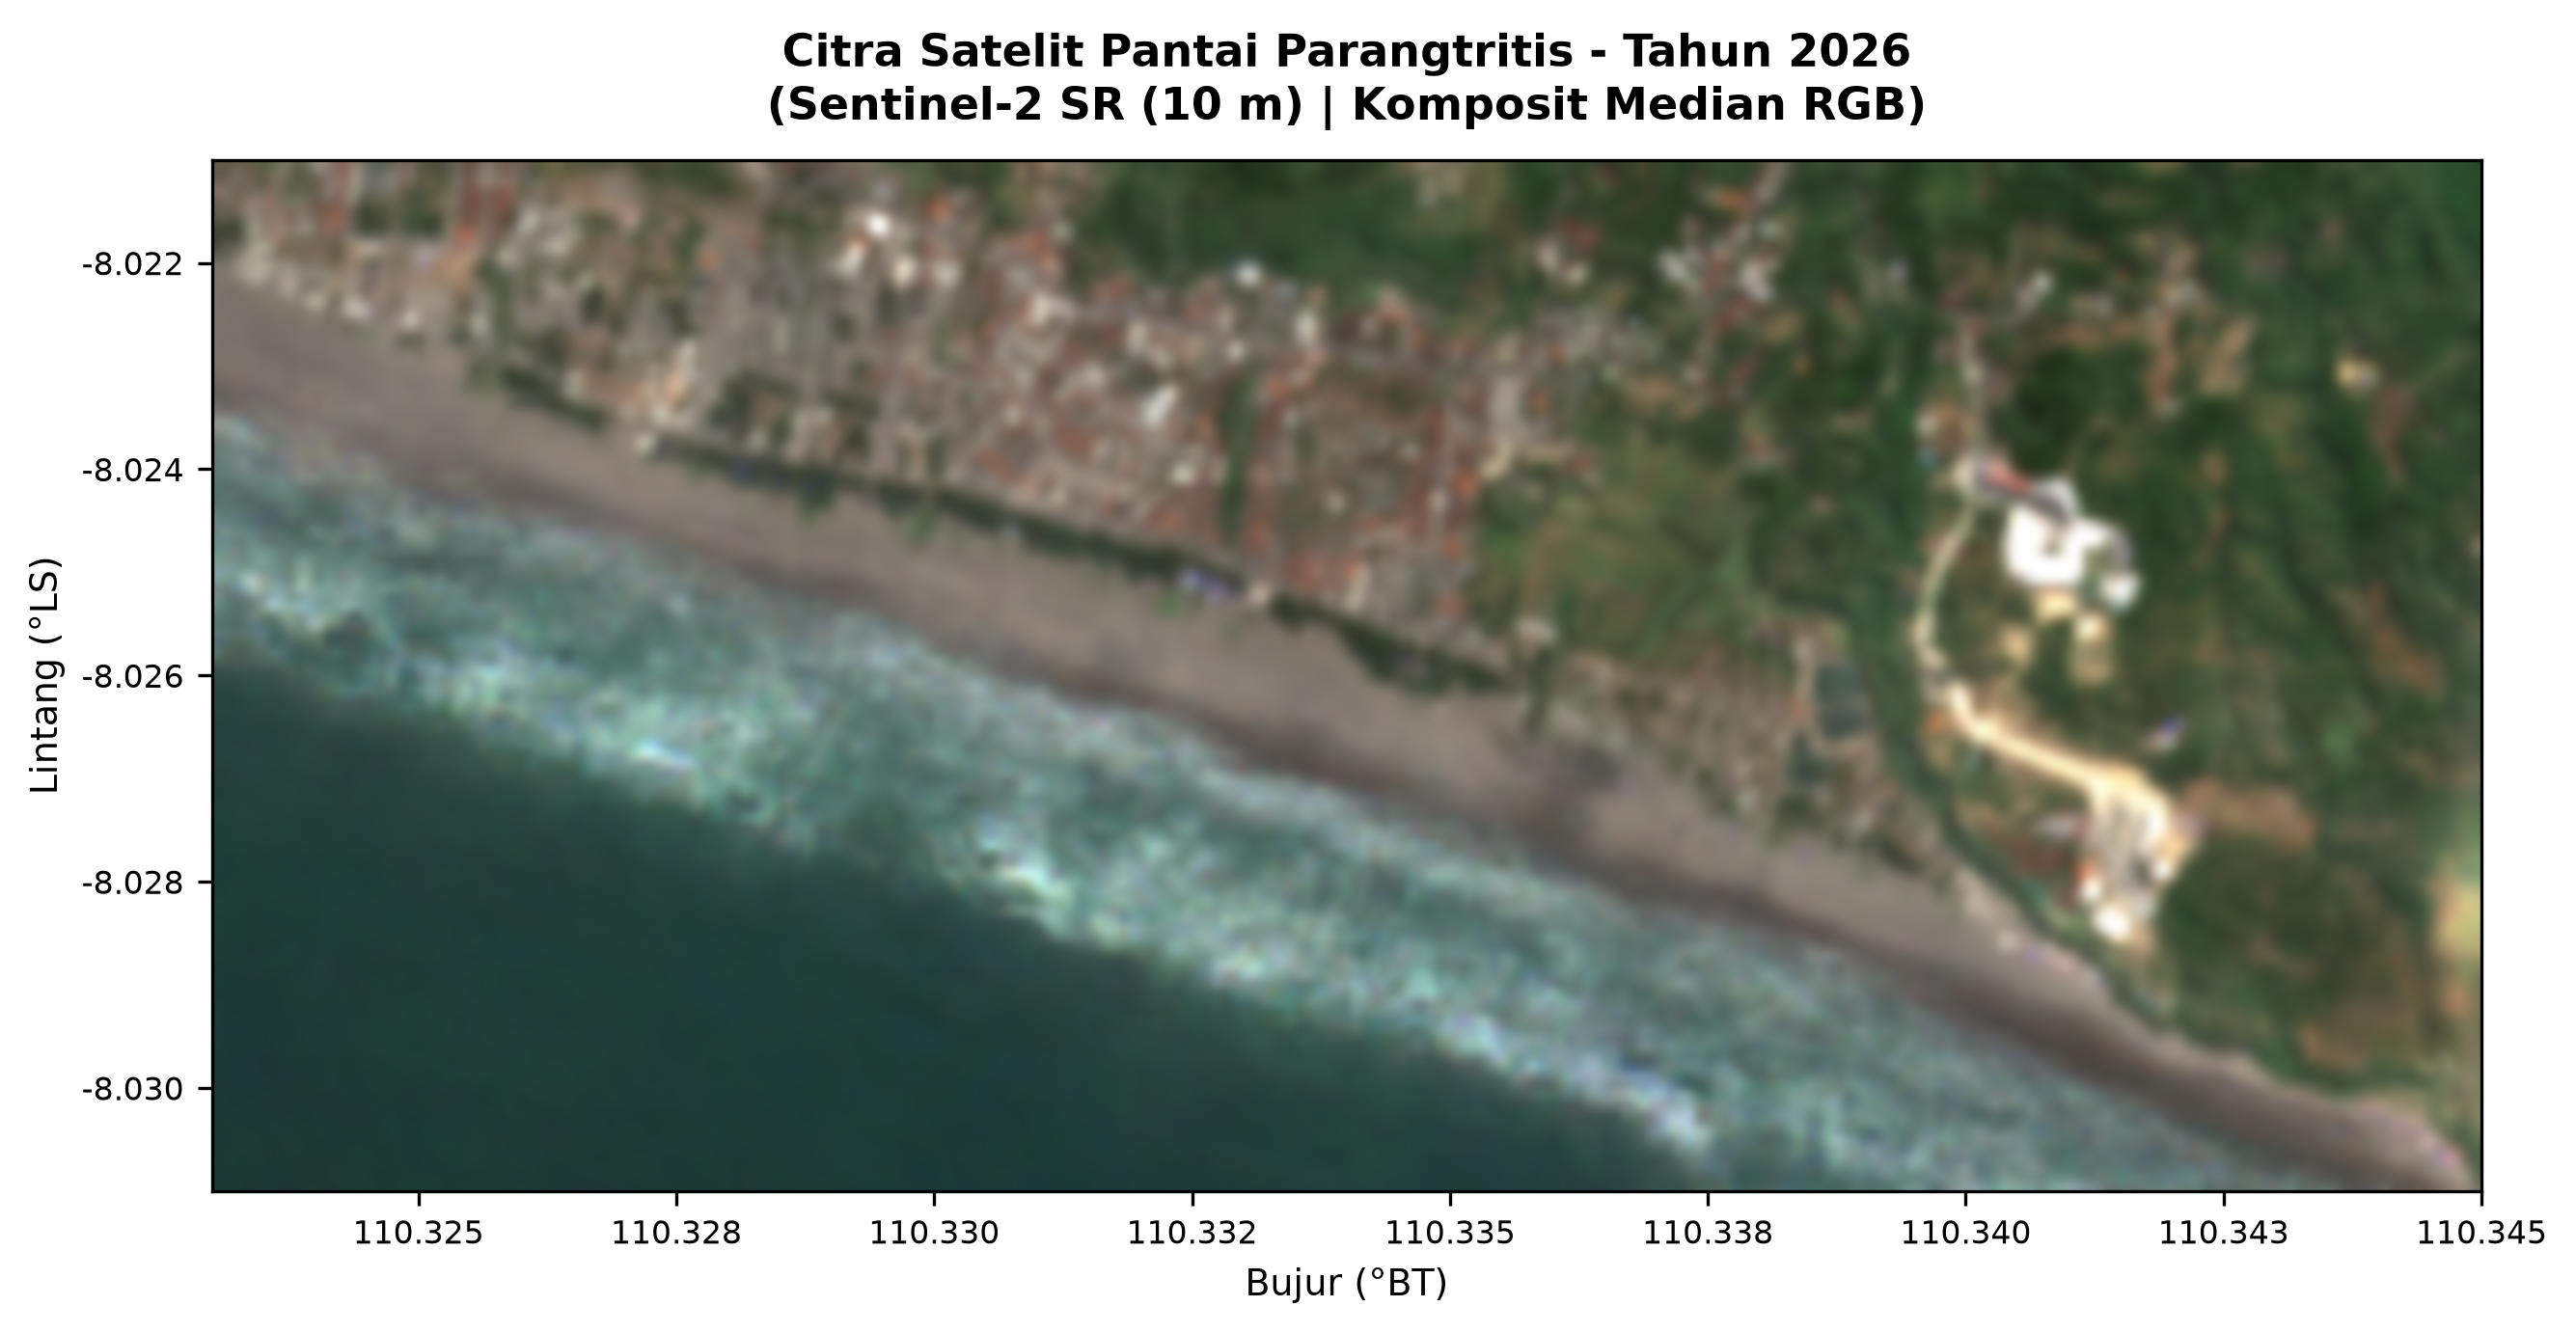 Citra Satelit Pantai Parangtritis - Tahun 2026
(Sentinel-2 SR (10 m) | Komposit Median RGB)
-8.022
-8.024
-8.026
-8.028
-8.030
Lintang (°LS)
110.325 110.328 110.330 110.332 110.335 110.338 110.340 110.343 110.345
Bujur (°BT)